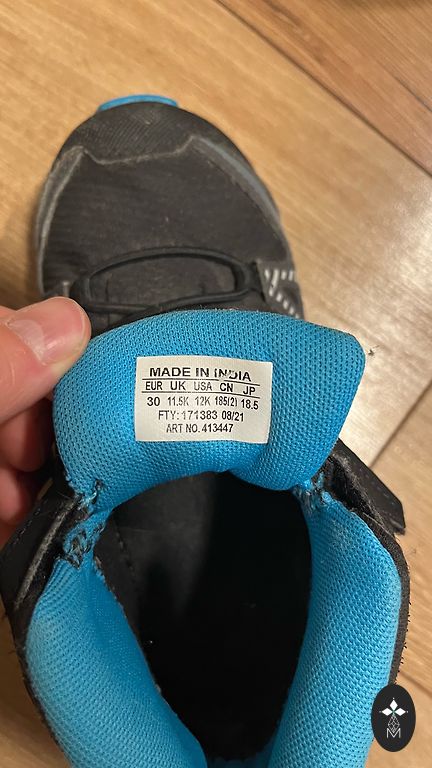 MADE IN INDIA
EUR UK USA CN JP
30 11.5K 12K 185(2) 18.5
FTY: 171383 08/21
ART NO. 413447
M